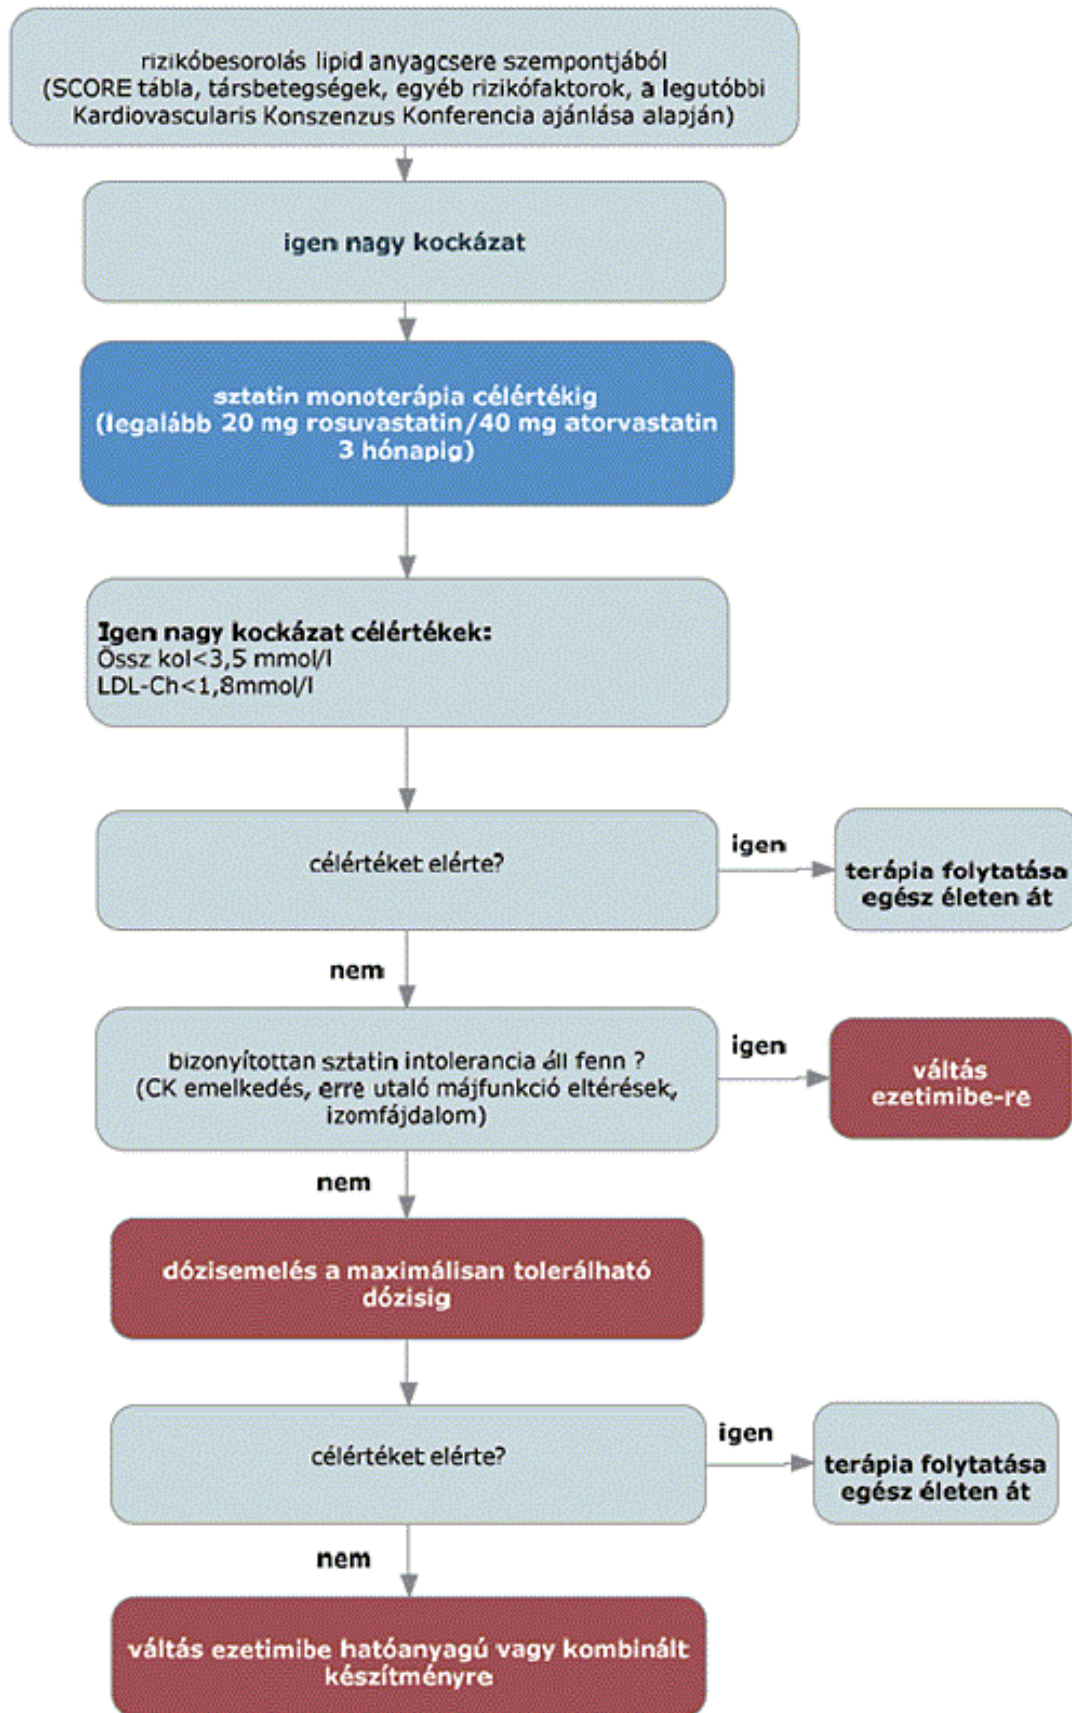 rizikóbesorolás lipid anyagcsere szempontjából
(SCORE tábla, társbetegségek, egyéb rizikófaktorok, a legutóbbi
Kardiovascularis Konszenzus Konferencia ajánlása alapján)
igen nagy kockázat
sztatin monoterápia célértékig
(legalább 20 mg rosuvastatin/40 mg atorvastatin
3 hónapig)
Igen nagy kockázat célértékek:
Össz kol<3,5 mmol/l
LDL-Ch<1,8mmol/l
célértéket elérte?
igen
terápia folytatása
egész életen át
nem
bizonyítottan sztatin intolerancia áll fenn ?
(CK emelkedés, erre utaló májfunkció eltérések,
izomfájdalom)
igen
váltás
ezetimibe-re
nem
dózisemelés a maximálisan tolerálható
dózisig
célértéket elérte?
igen
terápia folytatása
egész életen át
nem
váltás ezetimibe hatóanyagú vagy kombinált
készítményre